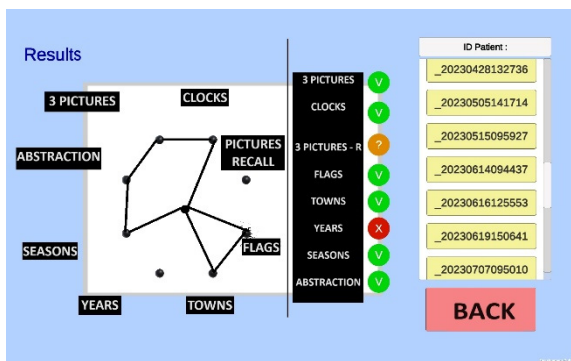 Results
3 PICTURES
CLOCKS
ABSTRACTION
PICTURES
RECALL
SEASONS
FLAGS
YEARS
TOWNS
3 PICTURES V
CLOCKS V
3 PICTURES - R ?
FLAGS V
TOWNS V
YEARS X
SEASONS V
ABSTRACTION V
ID Patient :
_20230428132736
_20230505141714
_20230515095927
_20230614094437
_20230616125553
_20230619150641
_20230707095010
BACK